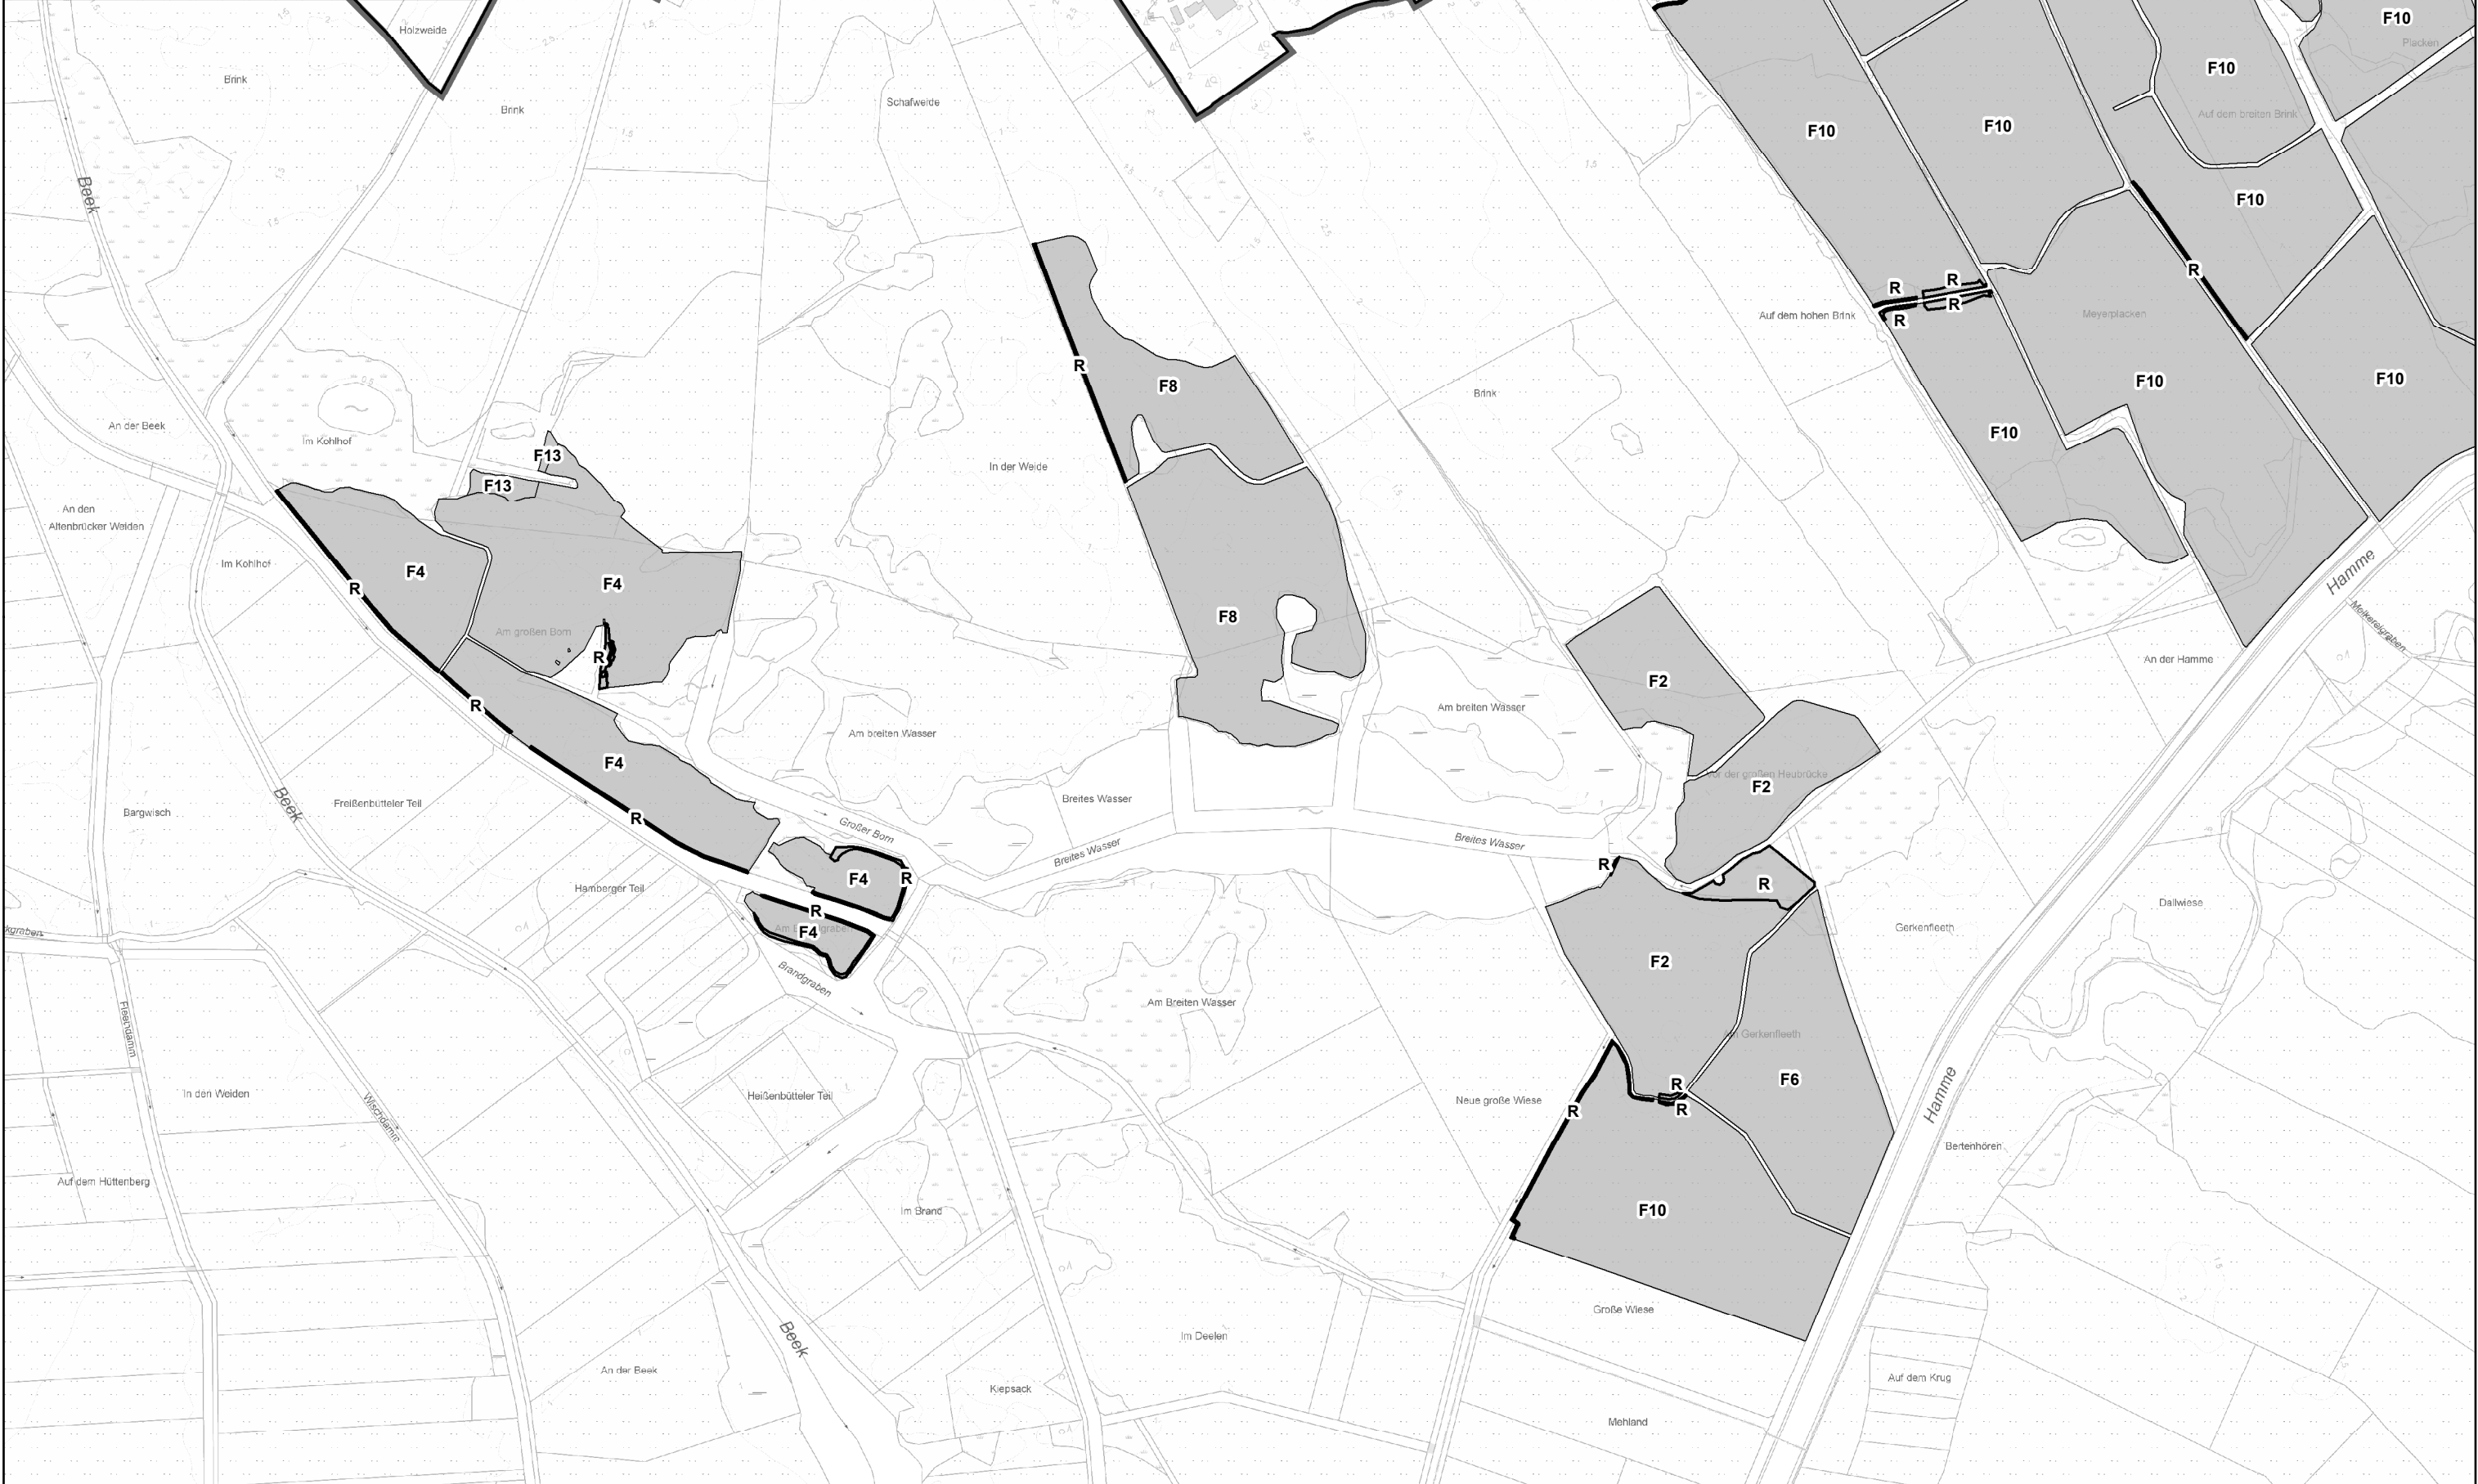 Holzweide
F10
Placken
Brink
F10
Brink
Schafweide
Auf dem breiten Brink
F10
F10
Beek
F10
R
R
R
R
R
Auf dem hohen Brink
Meyerplacken
R
F8
F10
F10
Brink
An der Beek
Im Kohlhof
F13
F13
In der Weide
F10
An den
Altenbrücker Weiden
Im Kohlhof
F4
R
F4
Hamme
Molkereigraben
F8
Am großen Born
R
An der Hamme
F2
R
Am breiten Wasser
Am breiten Wasser
F4
Vor der großen Heubrücke
F2
Breites Wasser
Freißenbütteler Teil
Beek
Bargwisch
R
Großer Born
Breites Wasser
Breites Wasser
R
F4
R
R
Hamberger Teil
R
F4
Dallwiese
Gerkenfleeth
F2
Brandgraben
Am Breiten Wasser
Fleethdamm
Gerkenfleeth
F6
R
R
R
In den Weiden
Wischdamm
Heißenbütteler Teil
Neue große Wiese
Hamme
Bertenhören
Auf dem Hüttenberg
Im Brand
F10
Große Wiese
Beek
Im Deelen
An der Beek
Kiepsack
Auf dem Krug
Mehland